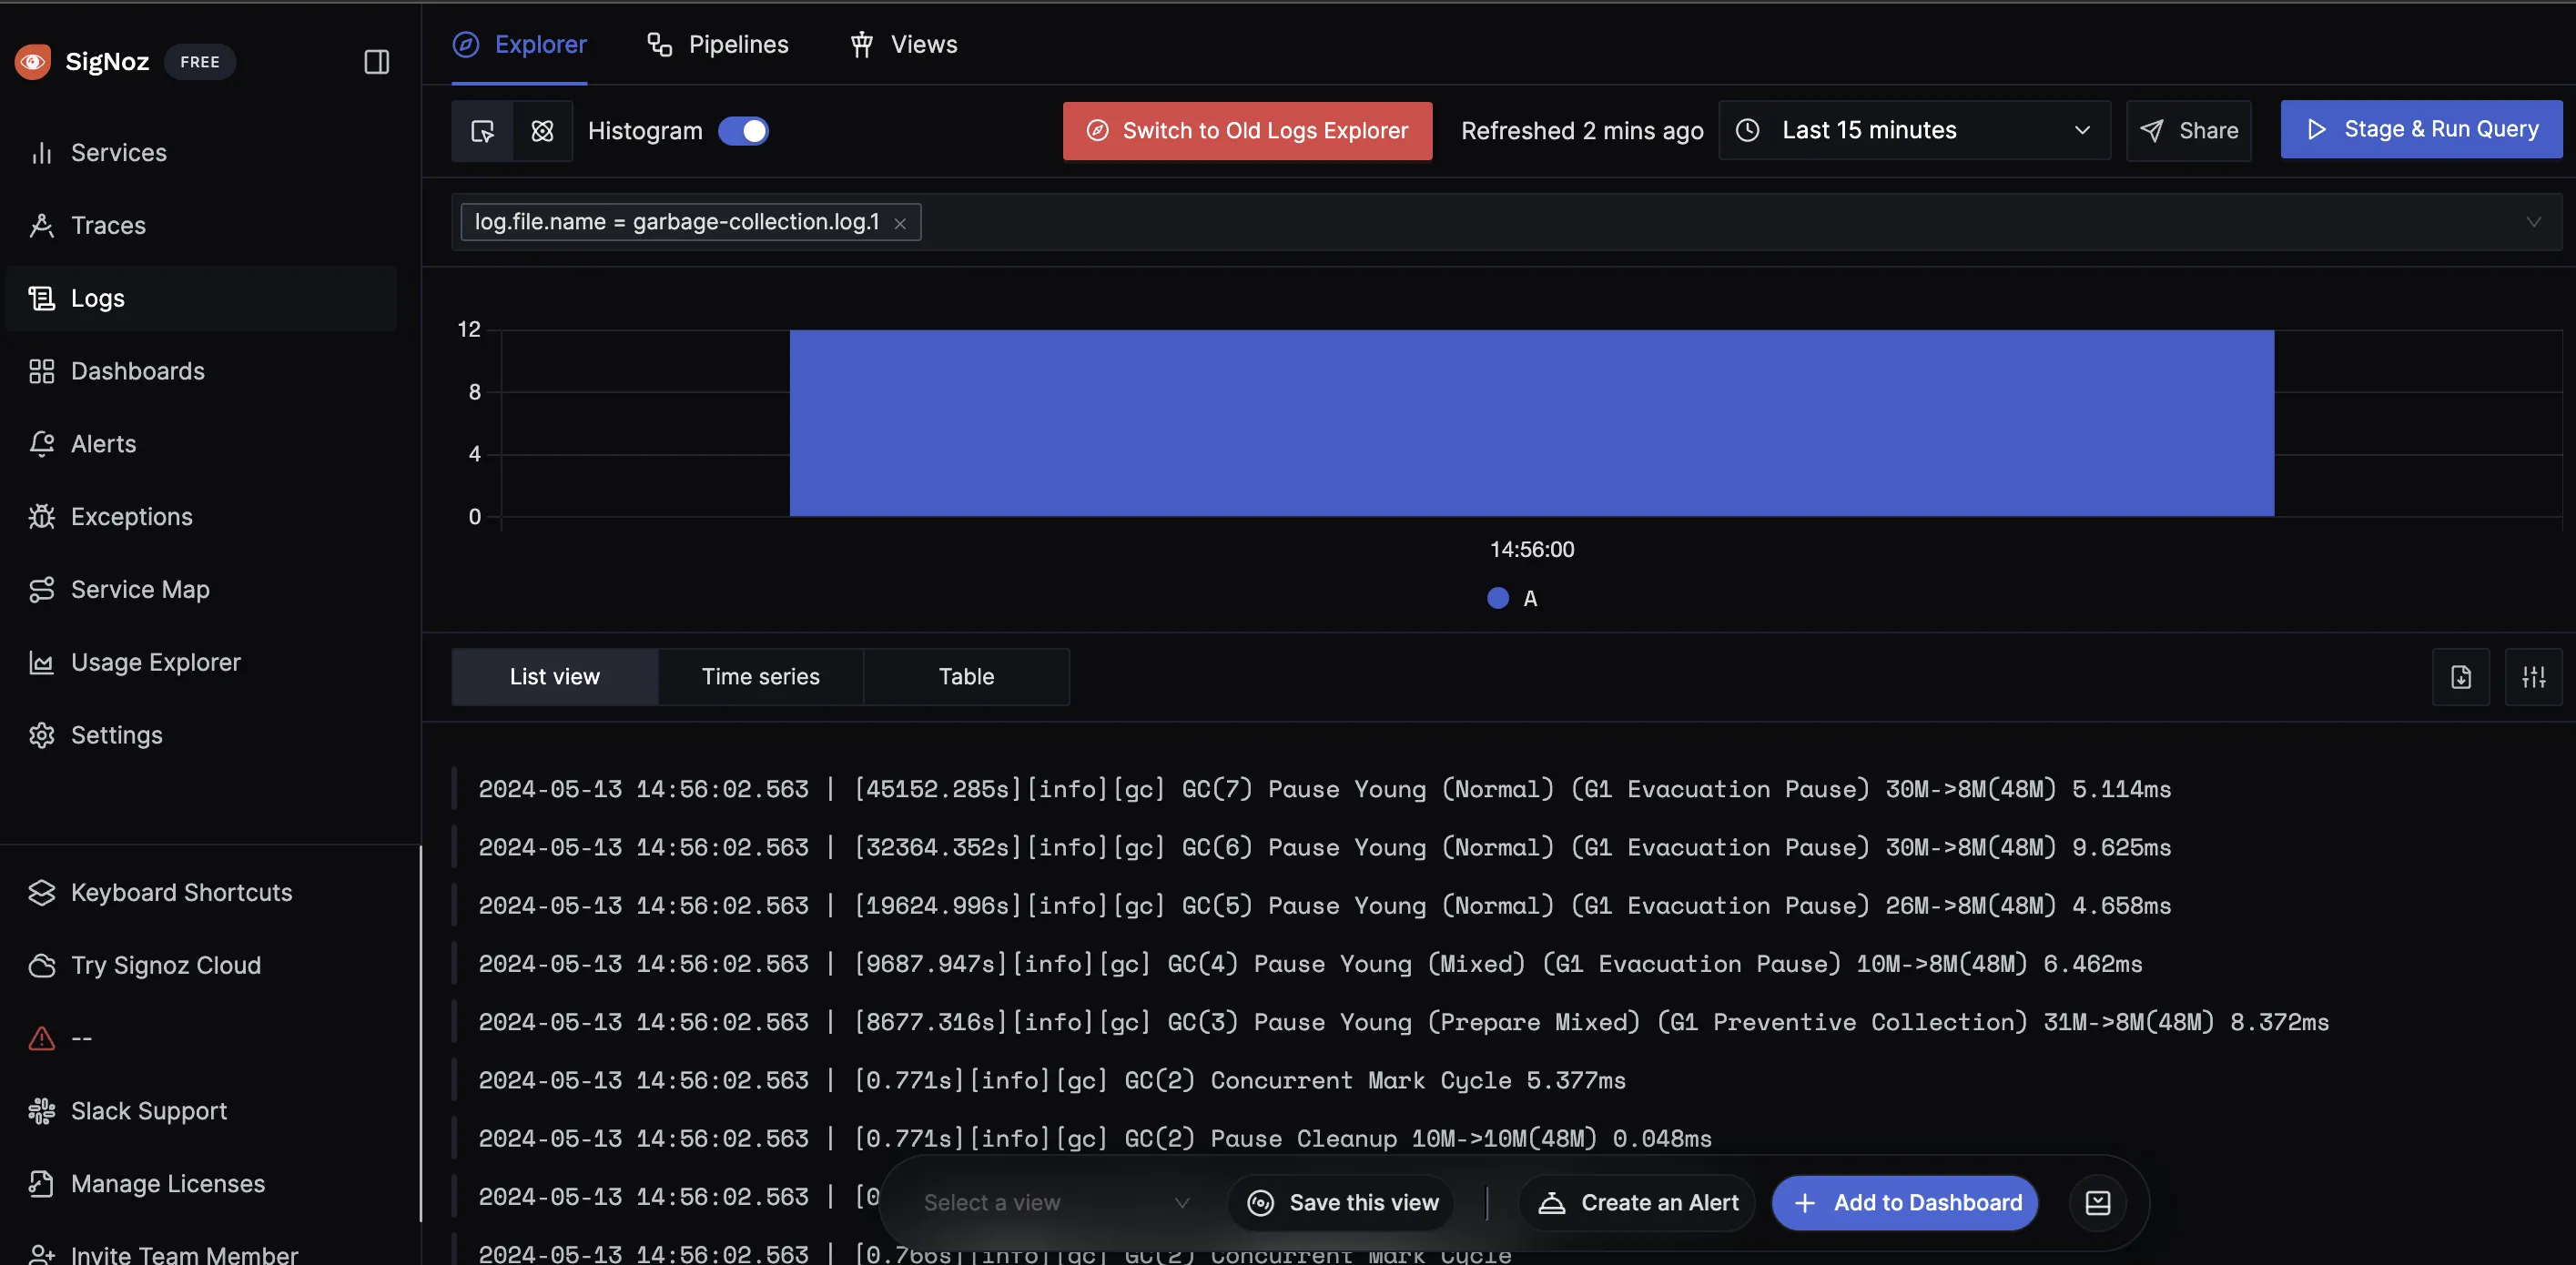 SigNoz FREE
Services
Traces
Logs
Dashboards
Alerts
Exceptions
Service Map
Usage Explorer
Settings
Keyboard Shortcuts
Try Signoz Cloud
--
Slack Support
Manage Licenses
Invite Team Member
Explorer Pipelines Views
Histogram Switch to Old Logs Explorer Refreshed 2 mins ago Last 15 minutes Share Stage & Run Query
log.file.name = garbage-collection.log.1 ×
12
8
4
0
14:56:00
A
List view Time series Table
2024-05-13 14:56:02.563 | [45152.285s][info][gc] GC(7) Pause Young (Normal) (G1 Evacuation Pause) 30M->8M(48M) 5.114ms
2024-05-13 14:56:02.563 | [32364.352s][info][gc] GC(6) Pause Young (Normal) (G1 Evacuation Pause) 30M->8M(48M) 9.625ms
2024-05-13 14:56:02.563 | [19624.996s][info][gc] GC(5) Pause Young (Normal) (G1 Evacuation Pause) 26M->8M(48M) 4.658ms
2024-05-13 14:56:02.563 | [9687.947s][info][gc] GC(4) Pause Young (Mixed) (G1 Evacuation Pause) 10M->8M(48M) 6.462ms
2024-05-13 14:56:02.563 | [8677.316s][info][gc] GC(3) Pause Young (Prepare Mixed) (G1 Preventive Collection) 31M->8M(48M) 8.372ms
2024-05-13 14:56:02.563 | [0.771s][info][gc] GC(2) Concurrent Mark Cycle 5.377ms
2024-05-13 14:56:02.563 | [0.771s][info][gc] GC(2) Pause Cleanup 10M->10M(48M) 0.048ms
2024-05-13 14:56:02.563 | [0
Select a view Save this view Create an Alert + Add to Dashboard
2024-05-13 14:56:02.563 | [0.766s][info][gc] GC(2) Concurrent Mark Cycle